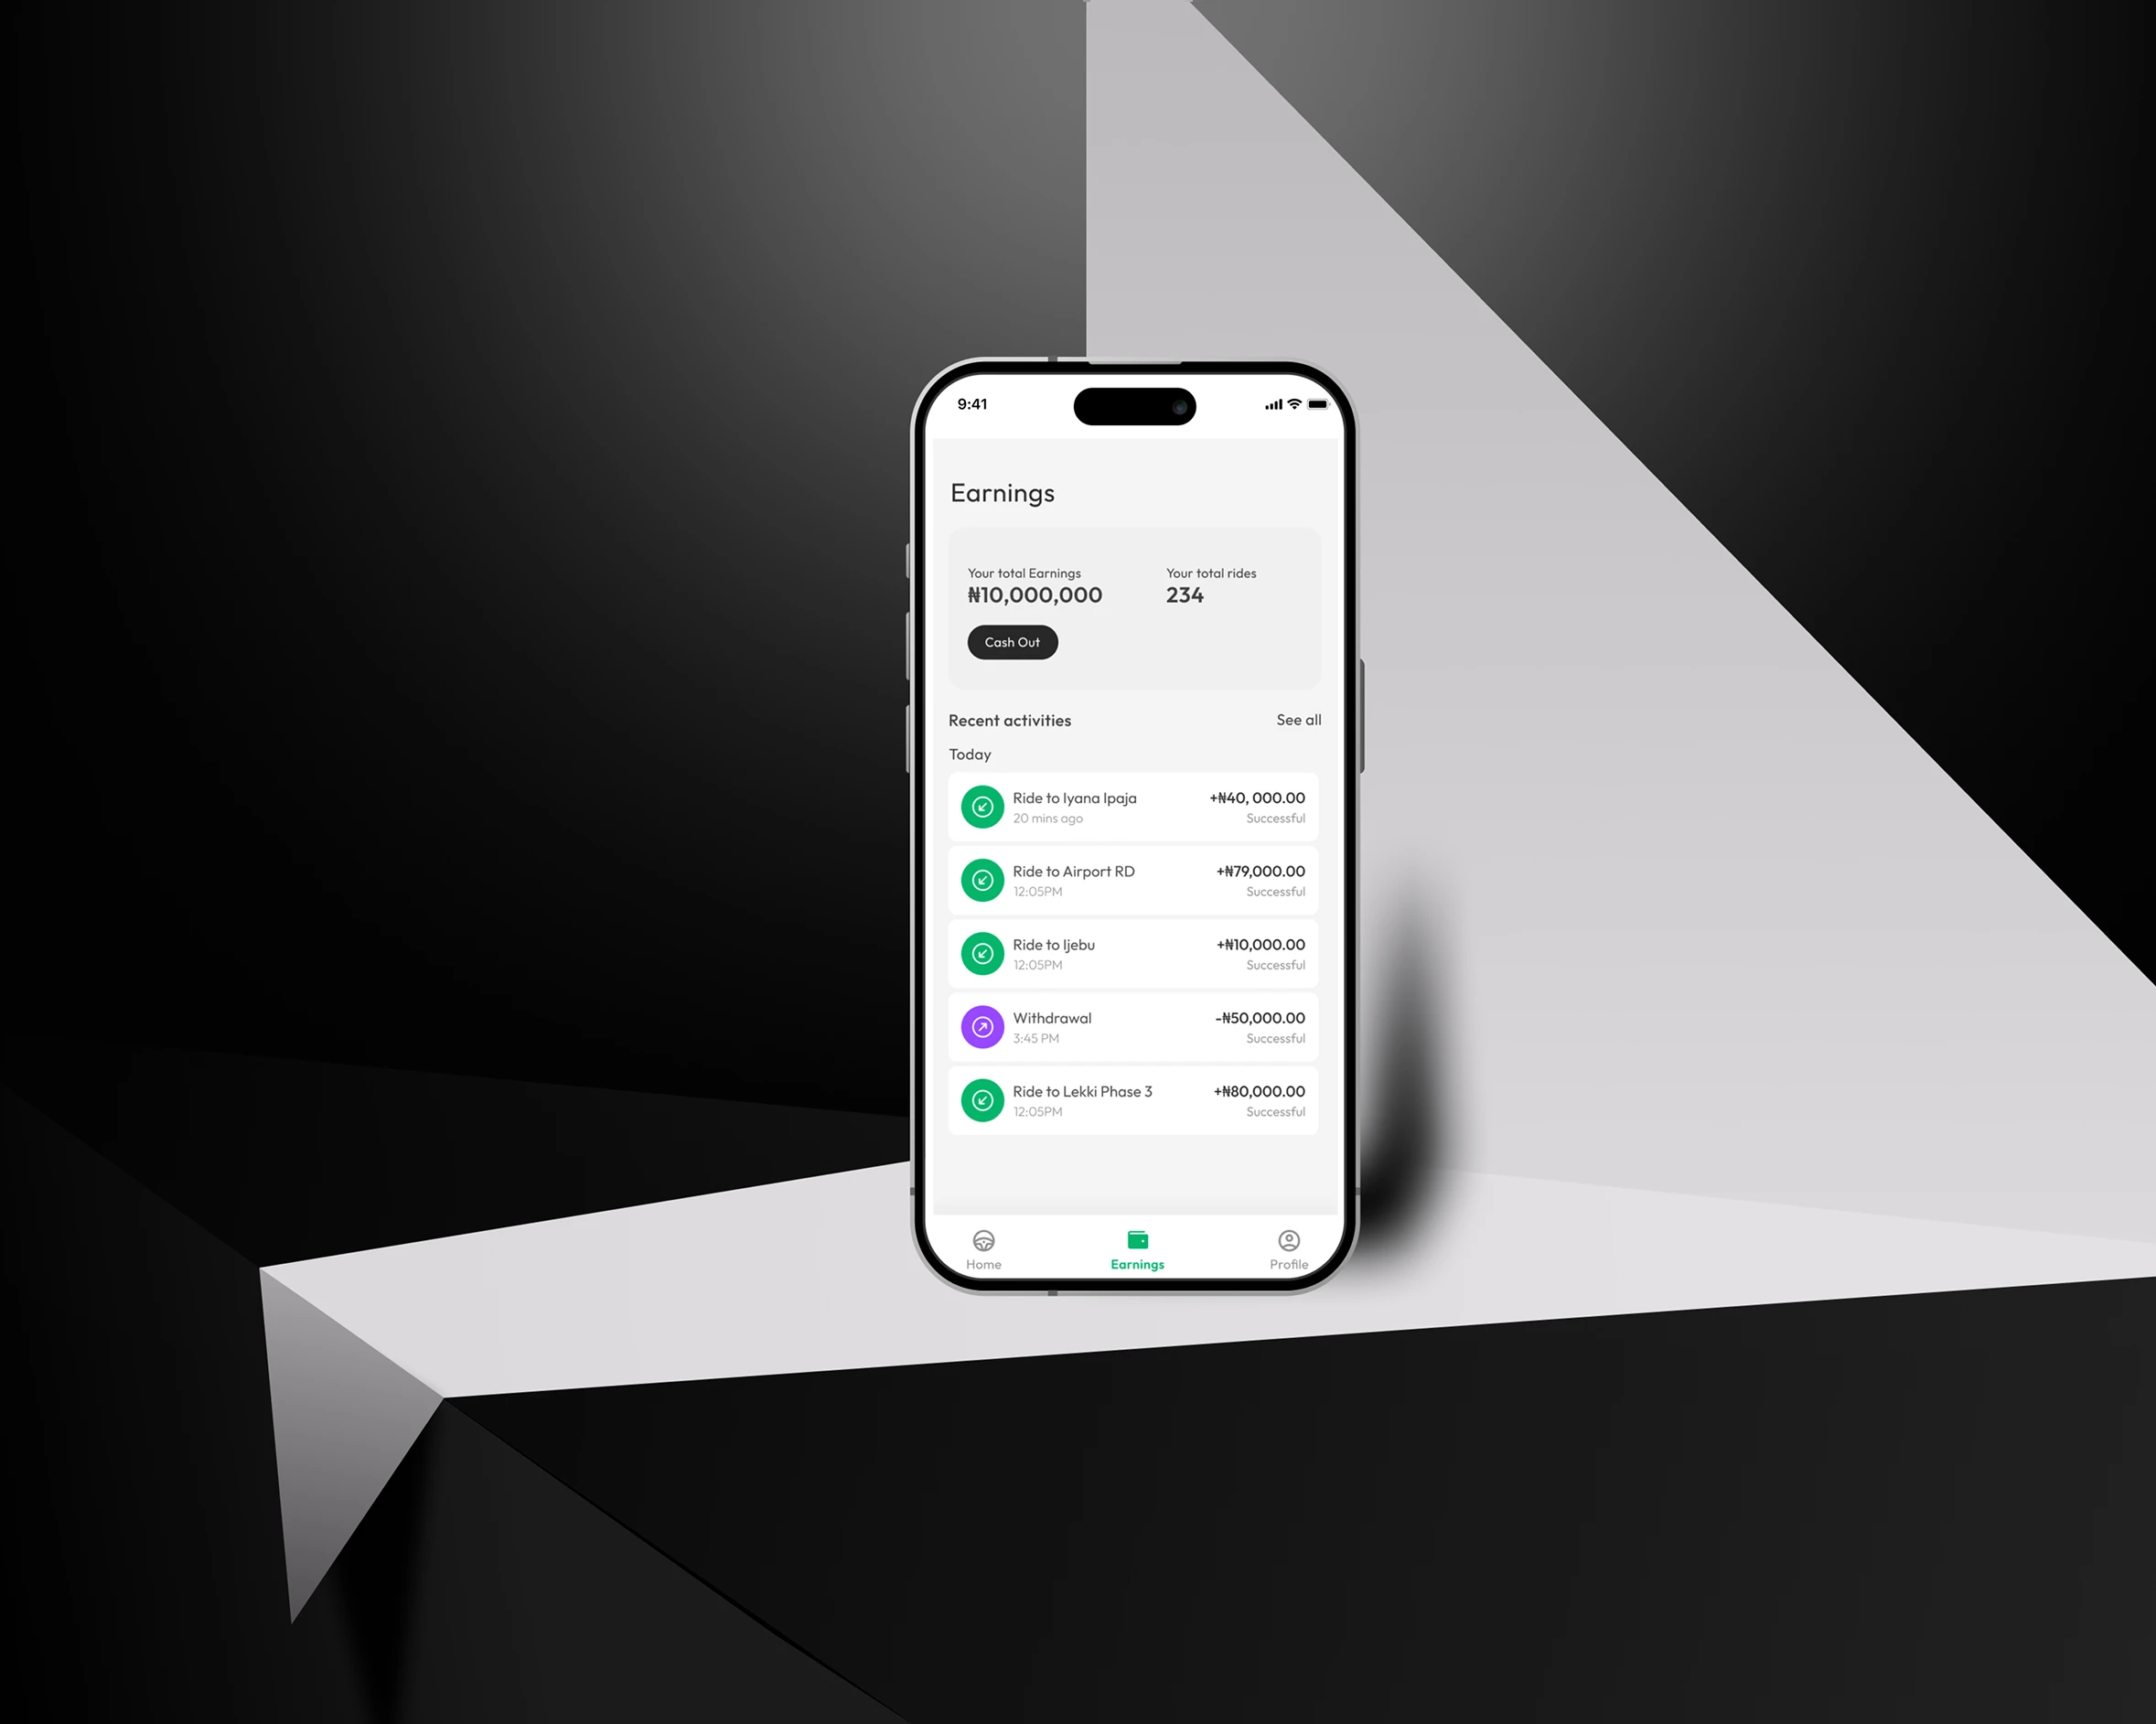 9:41
Earnings
Your total Earnings
Your total rides
₦10,000,000
234
Cash Out
Recent activities
See all
Today
Ride to Iyana Ipaja
+₦40, 000.00
20 mins ago
Successful
Ride to Airport RD
+₦79,000.00
12:05PM
Successful
Ride to Ijebu
+₦10,000.00
12:05PM
Successful
Withdrawal
-₦50,000.00
3:45 PM
Successful
Ride to Lekki Phase 3
+₦80,000.00
12:05PM
Successful
Home
Earnings
Profile